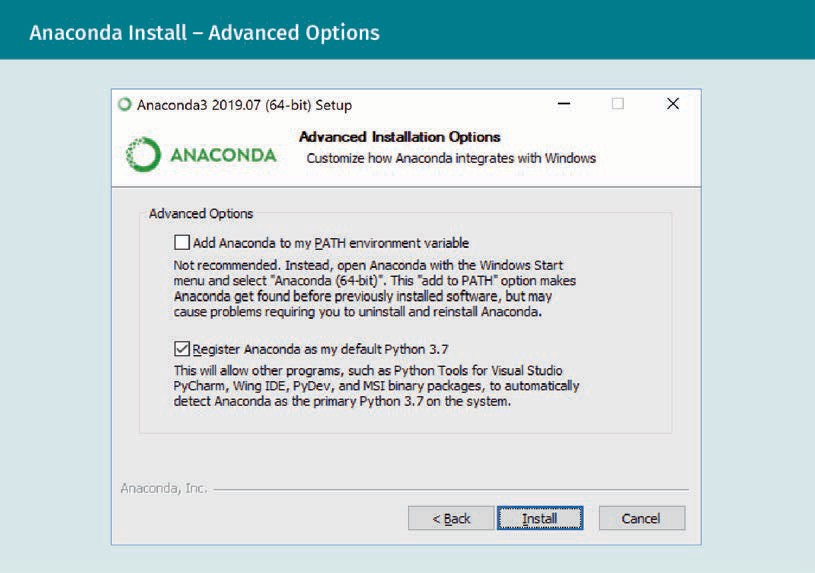 Anaconda Install – Advanced Options
Anaconda3 2019.07 (64-bit) Setup
ANACONDA
Advanced Installation Options
Customize how Anaconda integrates with Windows
Advanced Options
Add Anaconda to my PATH environment variable
Not recommended. Instead, open Anaconda with the Windows Start
menu and select "Anaconda (64-bit)". This "add to PATH" option makes
Anaconda get found before previously installed software, but may
cause problems requiring you to uninstall and reinstall Anaconda.
Register Anaconda as my default Python 3.7
This will allow other programs, such as Python Tools for Visual Studio
PyCharm, Wing IDE, PyDev, and MSI binary packages, to automatically
detect Anaconda as the primary Python 3.7 on the system.
Anaconda, Inc.
< Back
Install
Cancel